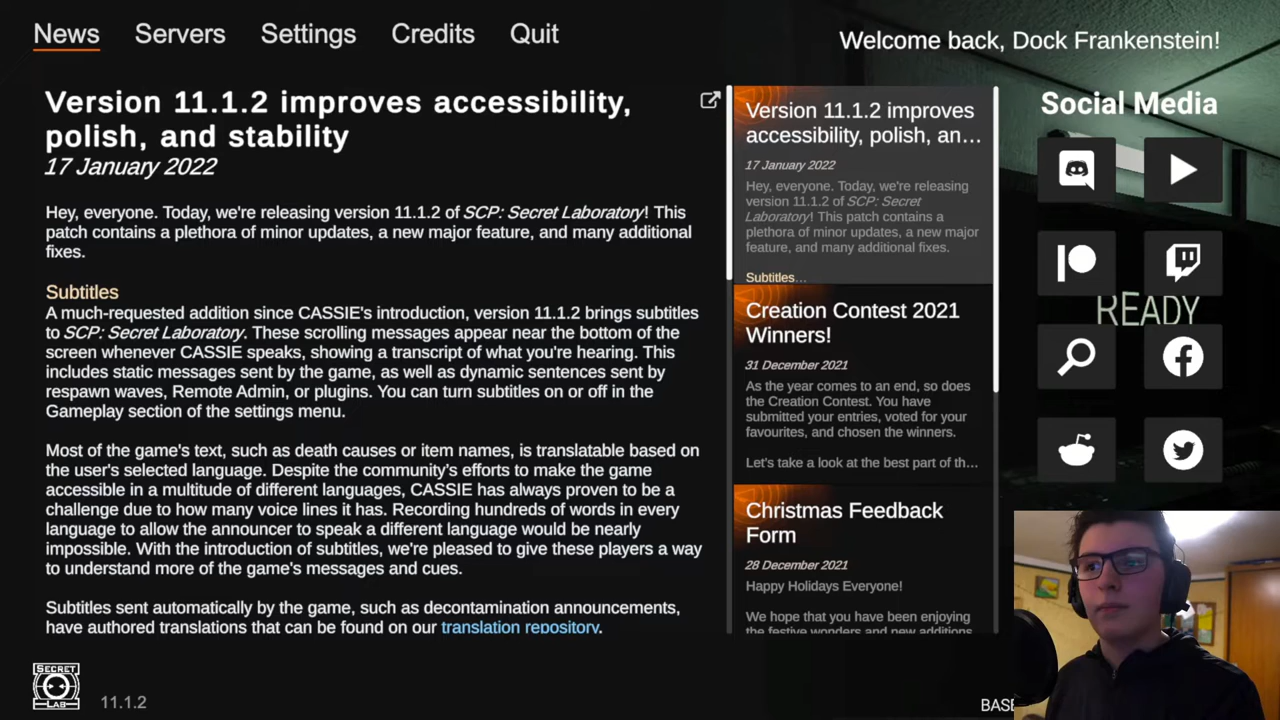 News Servers Settings Credits Quit
Welcome back, Dock Frankenstein!
Version 11.1.2 improves accessibility,
polish, and stability
17 January 2022
Hey, everyone. Today, we're releasing version 11.1.2 of SCP: Secret Laboratory! This
patch contains a plethora of minor updates, a new major feature, and many additional
fixes.
Subtitles
A much-requested addition since CASSIE's introduction, version 11.1.2 brings subtitles
to SCP: Secret Laboratory. These scrolling messages appear near the bottom of the
screen whenever CASSIE speaks, showing a transcript of what you're hearing. This
includes static messages sent by the game, as well as dynamic sentences sent by
respawn waves, Remote Admin, or plugins. You can turn subtitles on or off in the
Gameplay section of the settings menu.
Most of the game's text, such as death causes or item names, is translatable based on
the user's selected language. Despite the community's efforts to make the game
accessible in a multitude of different languages, CASSIE has always proven to be a
challenge due to how many voice lines it has. Recording hundreds of words in every
language to allow the announcer to speak a different language would be nearly
impossible. With the introduction of subtitles, we're pleased to give these players a way
to understand more of the game's messages and cues.
Subtitles sent automatically by the game, such as decontamination announcements,
have authored translations that can be found on our translation repository.
Version 11.1.2 improves
accessibility, polish, an...
17 January 2022
Hey, everyone. Today, we're releasing
version 11.1.2 of SCP: Secret
Laboratory! This patch contains a
plethora of minor updates, a new major
feature, and many additional fixes.
Subtitles...
Creation Contest 2021
Winners!
31 December 2021
As the year comes to an end, so does
the Creation Contest. You have
submitted your entries, voted for your
favourites, and chosen the winners.
Let's take a look at the best part of th...
Christmas Feedback
Form
28 December 2021
Happy Holidays Everyone!
We hope that you have been enjoying
the festive wonders and new additions
Social Media
READY
SECRET
LAB
11.1.2
BASE